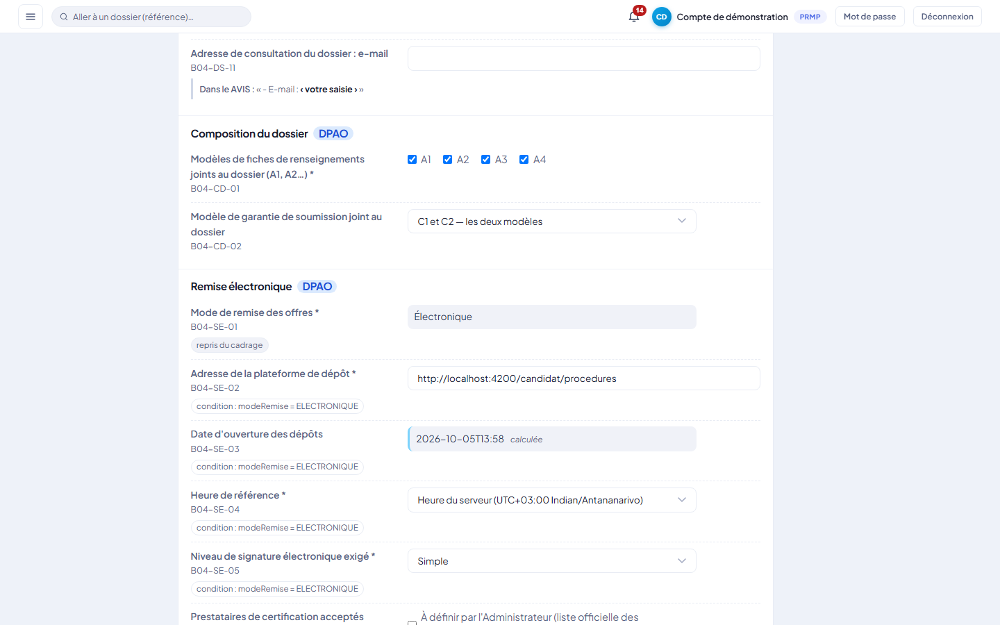 Aller à un dossier (référence)...
14
CD
Compte de démonstration
PRMP
Mot de passe
Déconnexion
Adresse de consultation du dossier : e-mail
B04-DS-11
Dans le AVIS : « - E-mail : ‹ votre saisie › »
Composition du dossier DPAO
Modèles de fiches de renseignements
joints au dossier (A1, A2...) *
B04-CD-01
A1 A2 A3 A4
Modèle de garantie de soumission joint au
dossier
B04-CD-02
C1 et C2 — les deux modèles
Remise électronique DPAO
Mode de remise des offres *
B04-SE-01
repris du cadrage
Électronique
Adresse de la plateforme de dépôt *
B04-SE-02
condition : modeRemise = ELECTRONIQUE
http://localhost:4200/candidat/procedures
Date d'ouverture des dépôts
B04-SE-03
condition : modeRemise = ELECTRONIQUE
2026-10-05T13:58 calculée
Heure de référence *
B04-SE-04
condition : modeRemise = ELECTRONIQUE
Heure du serveur (UTC+03:00 Indian/Antananarivo)
Niveau de signature électronique exigé *
B04-SE-05
condition : modeRemise = ELECTRONIQUE
Simple
Prestataires de certification acceptés
À définir par l'Administrateur (liste officielle des